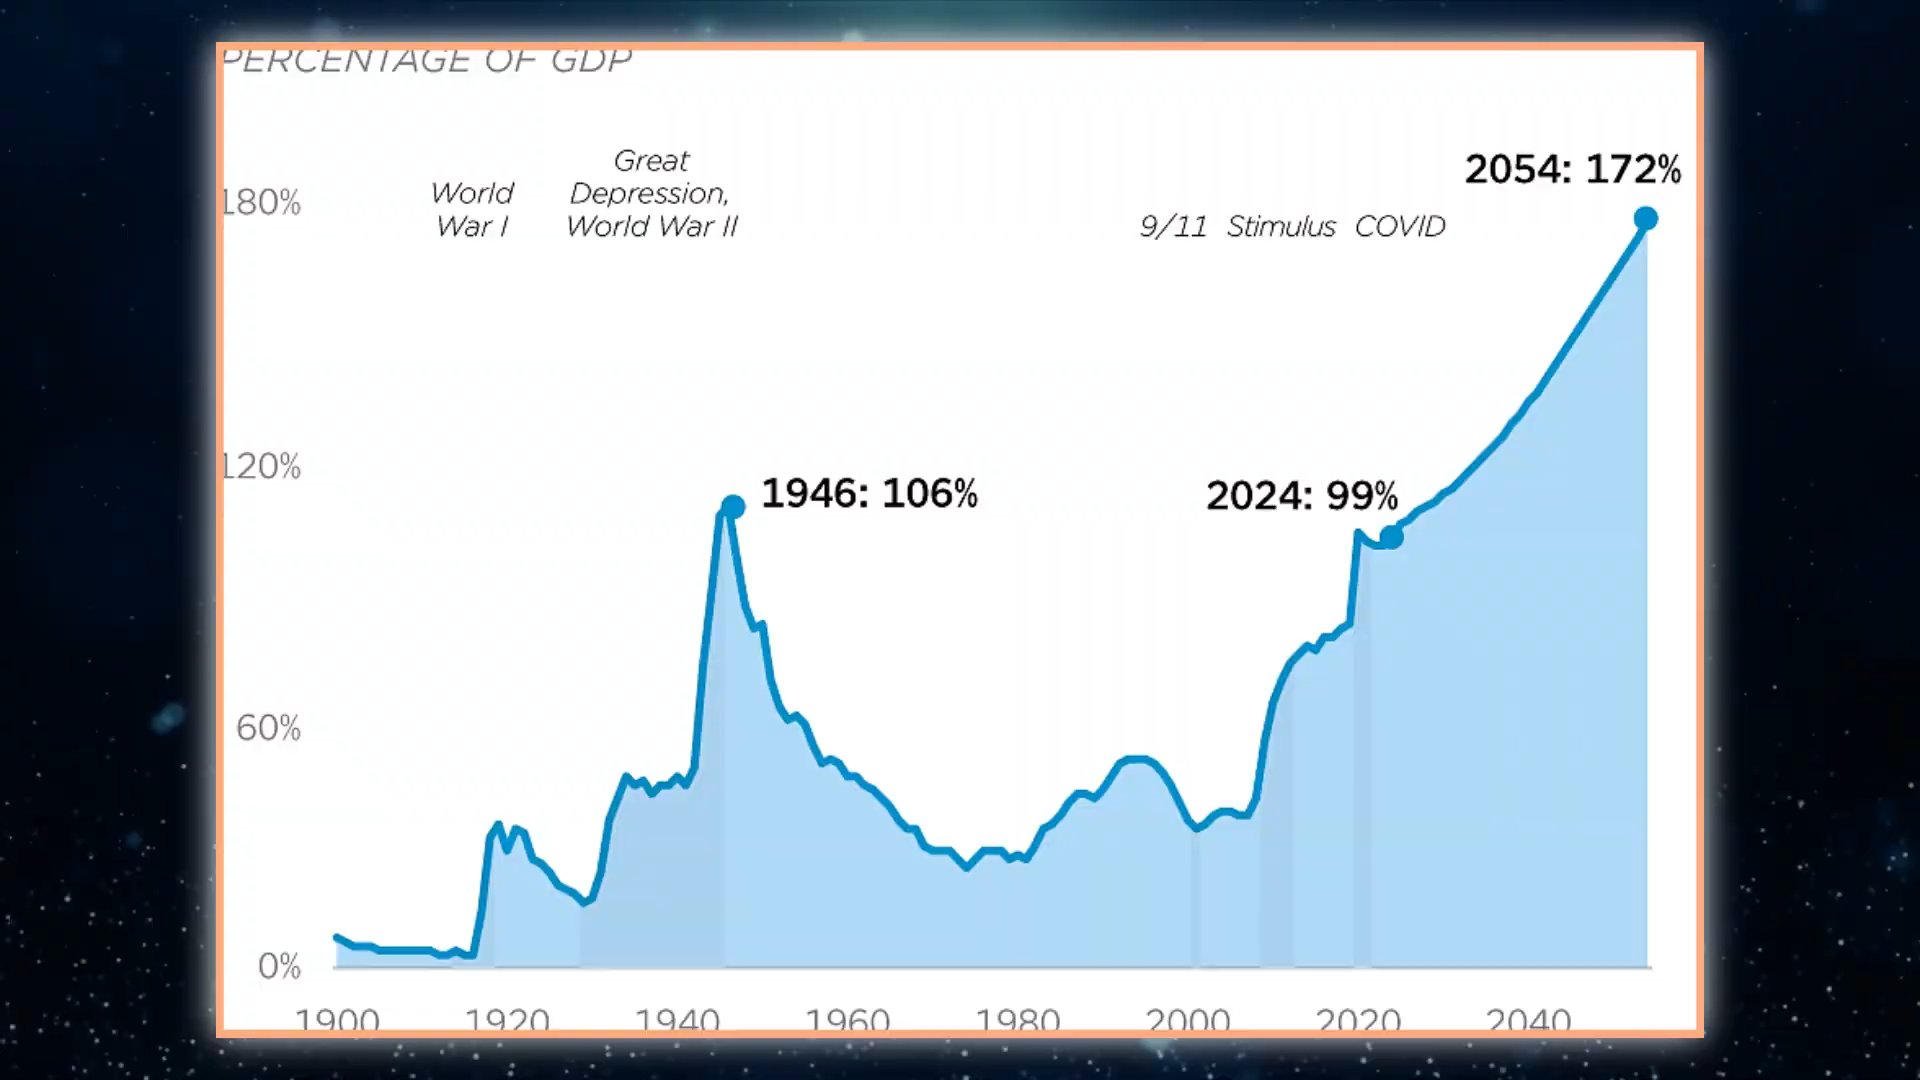 PERCENTAGE OF GDP
Great
World
Depression,
War I
World War II
2054: 172%
180%
9/11 Stimulus COVID
120%
1946: 106%
2024: 99%
60%
0%
1900 1920 1940 1960 1980 2000 2020 2040